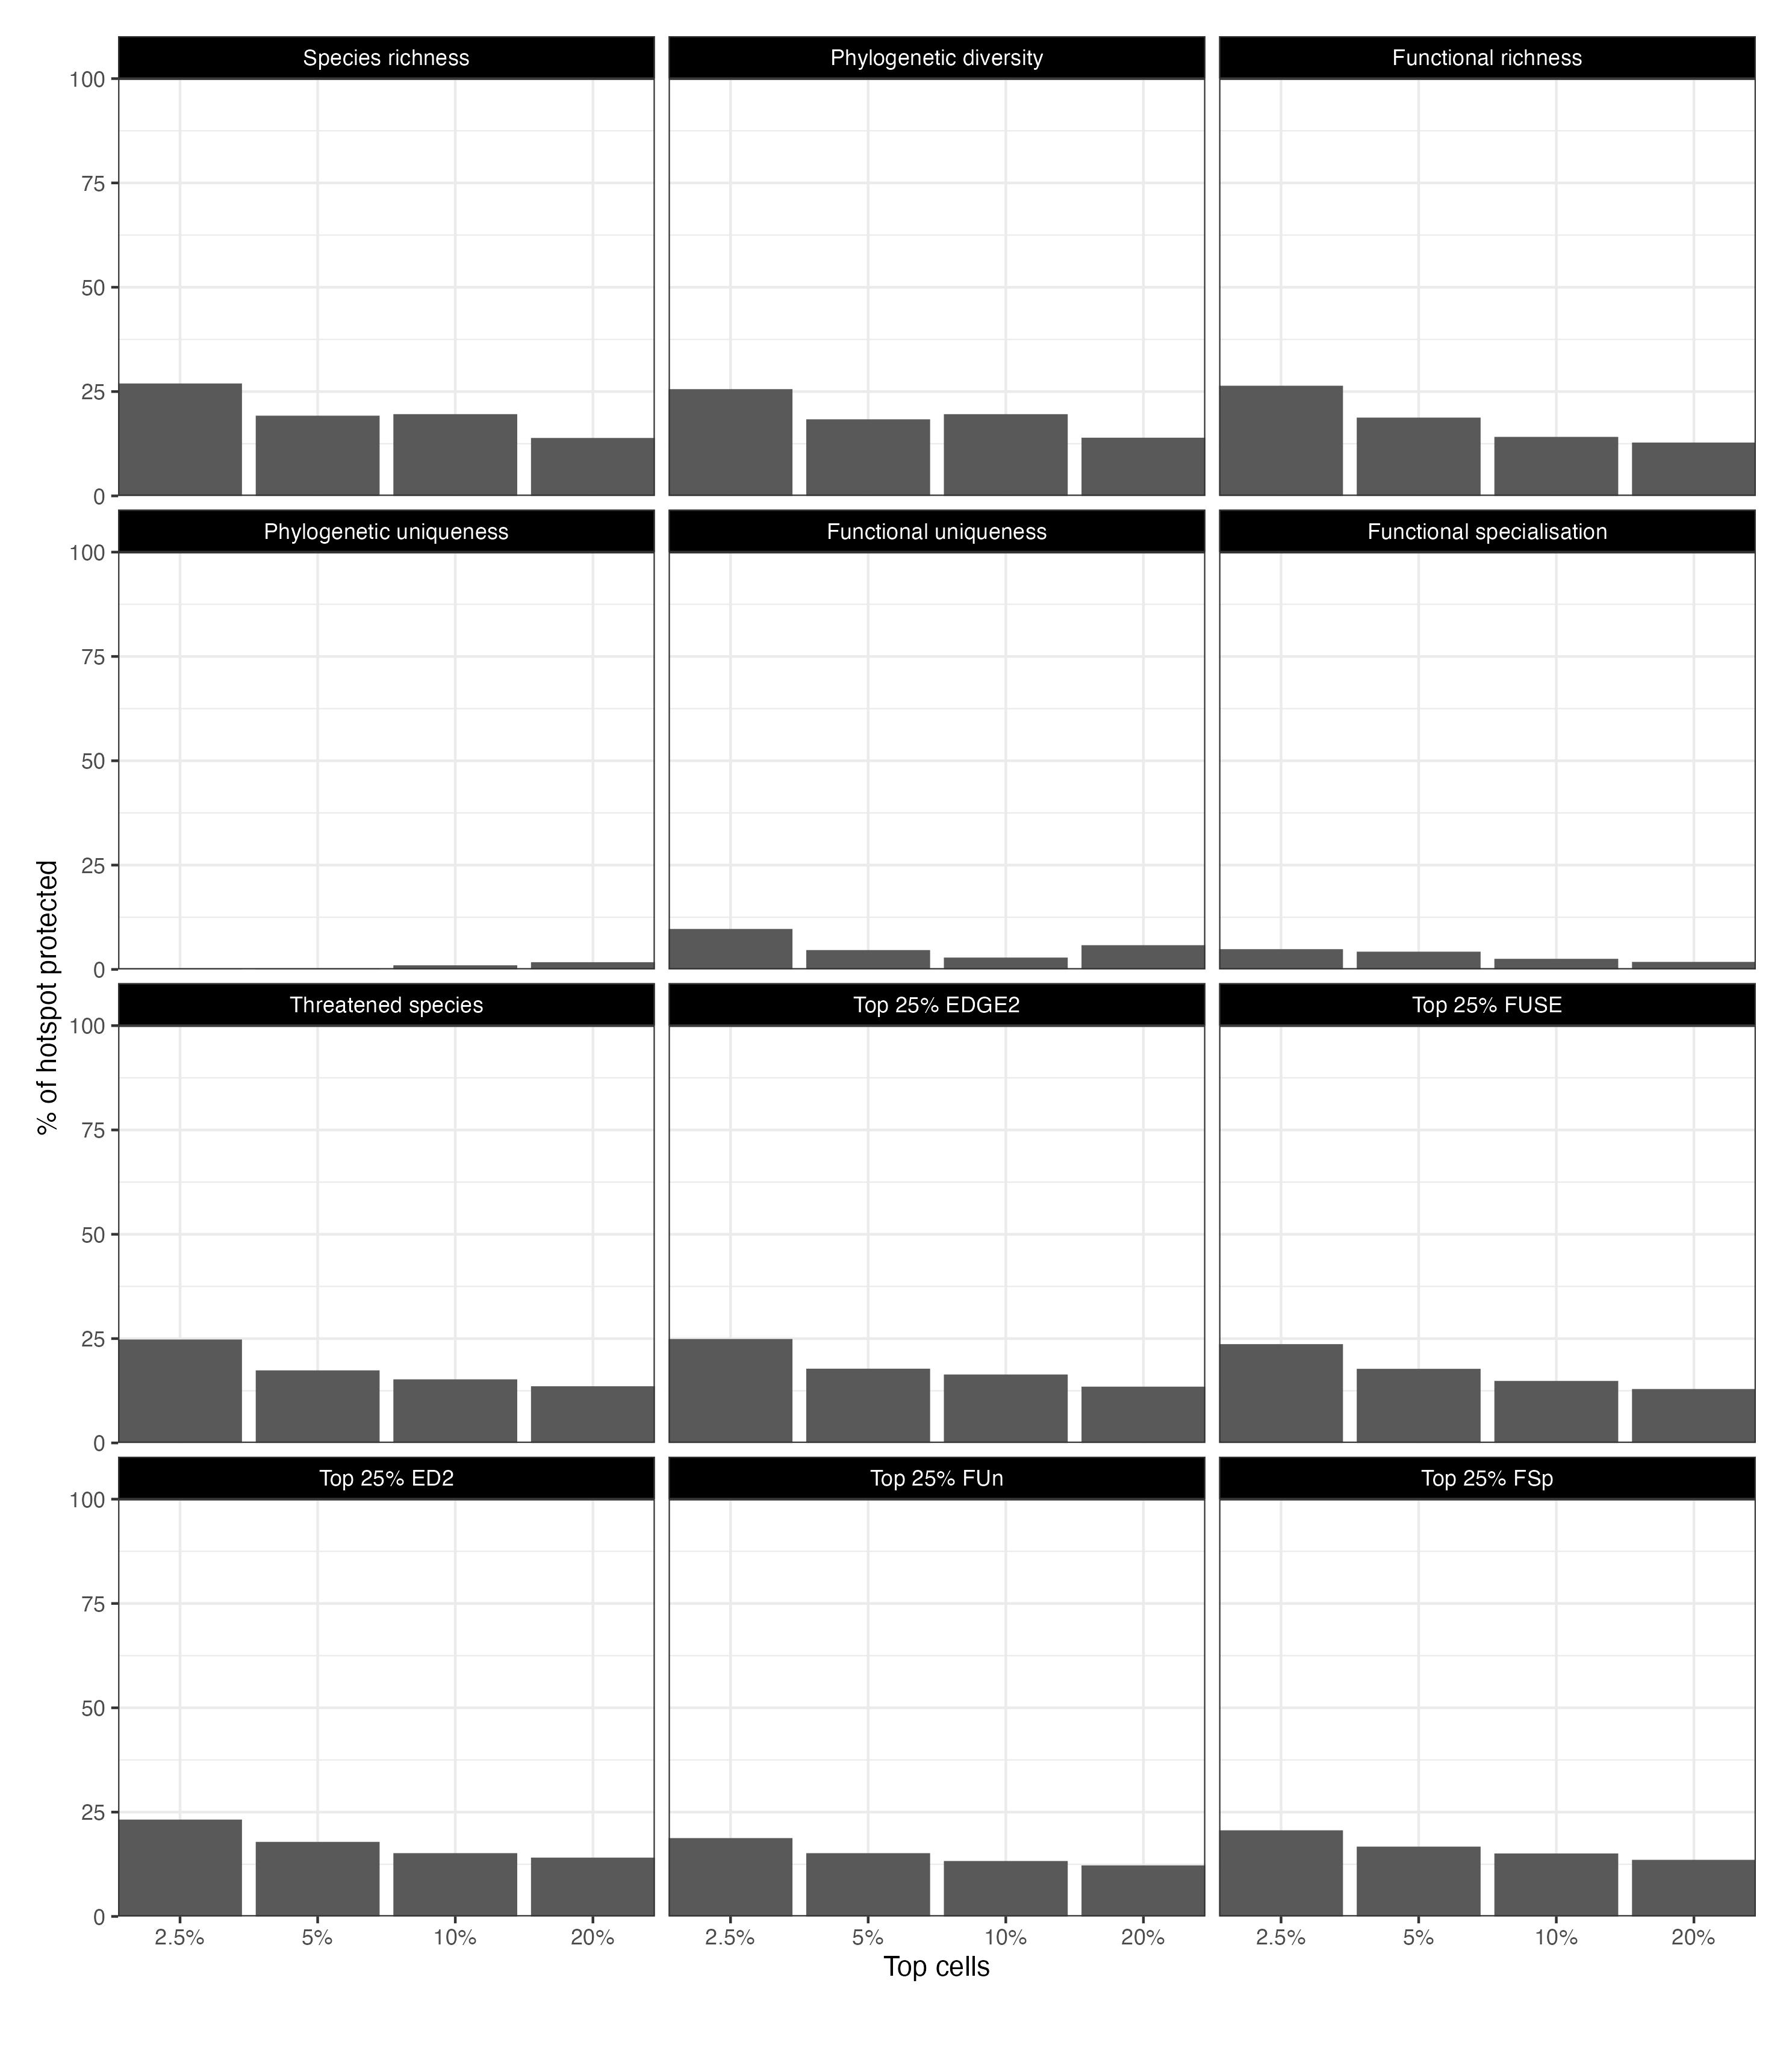 Species richness
Phylogenetic diversity
Functional richness
100
75
50
25
0
Phylogenetic uniqueness
Functional uniqueness
Functional specialisation
100
75
50
25
0
% of hotspot protected
Threatened species
Top 25% EDGE2
Top 25% FUSE
100
75
50
25
0
Top 25% ED2
Top 25% FUn
Top 25% FSp
100
75
50
25
0
2.5% 5% 10% 20%
2.5% 5% 10% 20%
2.5% 5% 10% 20%
Top cells